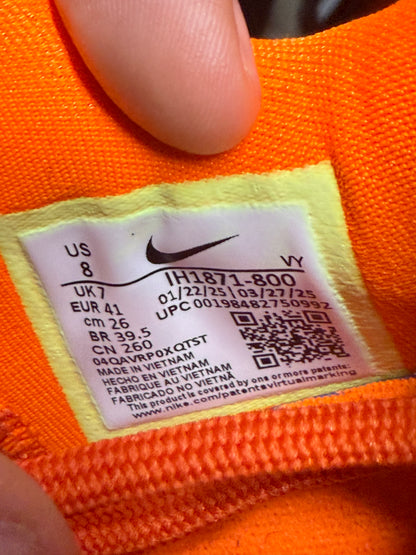 US
8
UK 7
EUR 41
cm 26
BR 39.5
CN 260
VY
IH1871-800
01/22/25 03/27/25
UPC 00198482750992
04QAVRP0XQTST
MADE IN VIETNAM
HECHO EN VIETNAM
FABRIQUE AU VIETNAM
FABRICADO NO VIETNÃ
This product is covered by one or more patents:
www.nike.com/patentsvirtualmarking